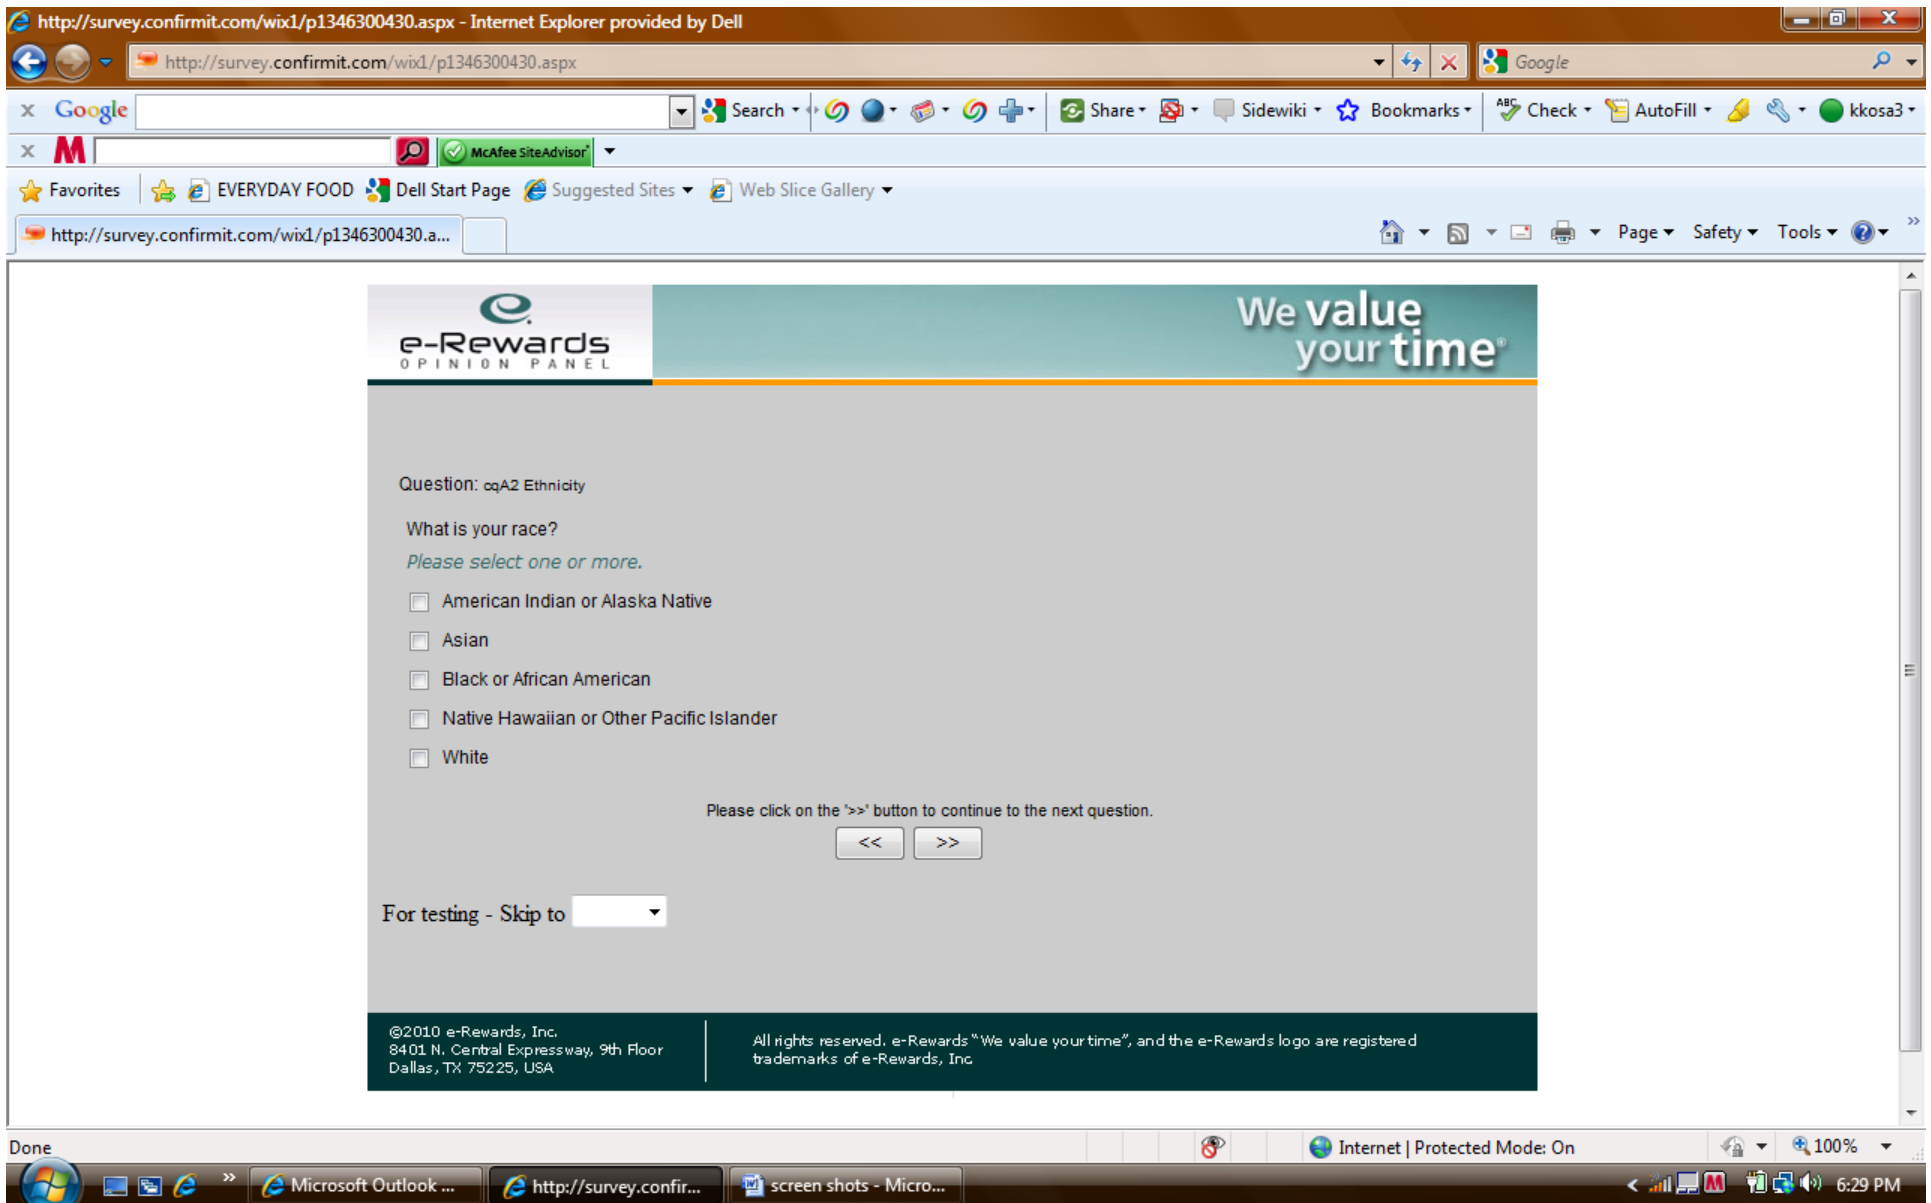 http://survey.confirmit.com/wix1/p1346300430.aspx - Internet Explorer provided by Dell
http://survey.confirmit.com/wix1/p1346300430.aspx
Google
Google Search Share Sidewiki Bookmarks ABC Check AutoFill kkosa3
x M McAfee SiteAdvisor
Favorites EVERYDAY FOOD Dell Start Page Suggested Sites Web Slice Gallery
http://survey.confirmit.com/wix1/p1346300430.a...
Page Safety Tools
e-Rewards
OPINION PANEL
We value
your time®
Question: cqA2 Ethnicity
What is your race?
Please select one or more.
American Indian or Alaska Native
Asian
Black or African American
Native Hawaiian or Other Pacific Islander
White
Please click on the '>>' button to continue to the next question.
<< >>
For testing - Skip to
©2010 e-Rewards, Inc.
8401 N. Central Expressway, 9th Floor
Dallas, TX 75225, USA
All rights reserved. e-Rewards "We value your time", and the e-Rewards logo are registered
trademarks of e-Rewards, Inc
Done
Internet | Protected Mode: On
100%
Microsoft Outlook ...
http://survey.confir...
screen shots - Micro...
6:29 PM